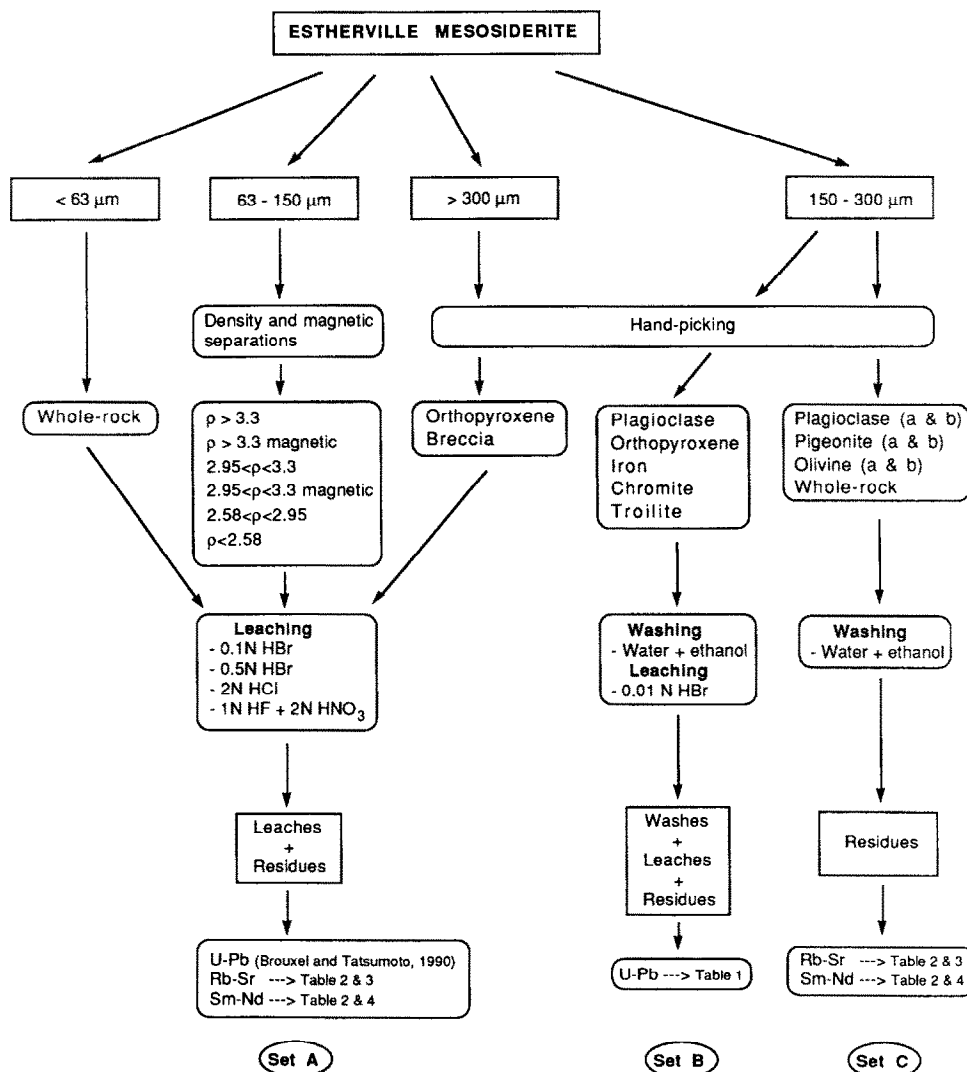 ESTHERVILLE MESOSIDERITE
< 63 µm
63 - 150 µm
> 300 µm
150 - 300 µm
Density and magnetic
separations
Hand-picking
Whole-rock
ρ > 3.3
ρ > 3.3 magnetic
2.95<ρ<3.3
2.95<ρ<3.3 magnetic
2.58<ρ<2.95
ρ<2.58
Orthopyroxene
Breccia
Plagioclase
Orthopyroxene
Iron
Chromite
Troilite
Plagioclase (a & b)
Pigeonite (a & b)
Olivine (a & b)
Whole-rock
Leaching
- 0.1N HBr
- 0.5N HBr
- 2N HCl
- 1N HF + 2N HNO3
Washing
- Water + ethanol
Leaching
- 0.01 N HBr
Washing
- Water + ethanol
Leaches
+
Residues
Washes
+
Leaches
+
Residues
Residues
U-Pb (Brouxel and Tatsumoto, 1990)
Rb-Sr ---> Table 2 & 3
Sm-Nd ---> Table 2 & 4
U-Pb ---> Table 1
Rb-Sr ---> Table 2 & 3
Sm-Nd ---> Table 2 & 4
Set A
Set B
Set C